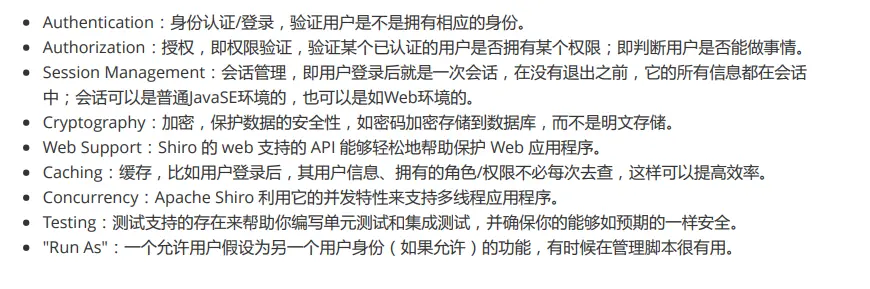 Authentication：身份认证/登录，验证用户是不是拥有相应的身份。
Authorization：授权，即权限验证，验证某个已认证的用户是否拥有某个权限；即判断用户是否能做事情。
Session Management：会话管理，即用户登录后就是一次会话，在没有退出之前，它的所有信息都在会话
中；会话可以是普通JavaSE环境的，也可以是如Web环境的。
Cryptography：加密，保护数据的安全性，如密码加密存储到数据库，而不是明文存储。
Web Support：Shiro 的 web 支持的 API 能够轻松地帮助保护 Web 应用程序。
Caching：缓存，比如用户登录后，其用户信息、拥有的角色/权限不必每次去查，这样可以提高效率。
Concurrency：Apache Shiro 利用它的并发特性来支持多线程应用程序。
Testing：测试支持的存在来帮助你编写单元测试和集成测试，并确保你的能够如预期的一样安全。
"Run As"：一个允许用户假设为另一个用户身份（如果允许）的功能，有时候在管理脚本很有用。